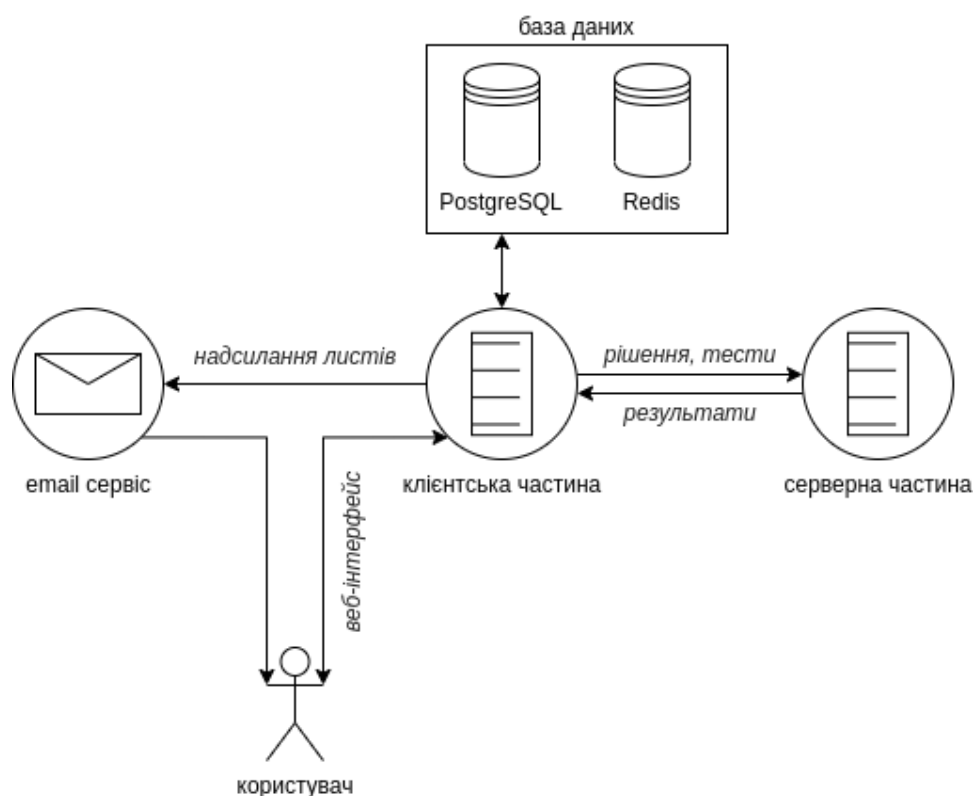 база даних
PostgreSQL
Redis
надсилання листів
рішення, тести
результати
email сервіс
клієнтська частина
серверна частина
веб-інтерфейс
користувач